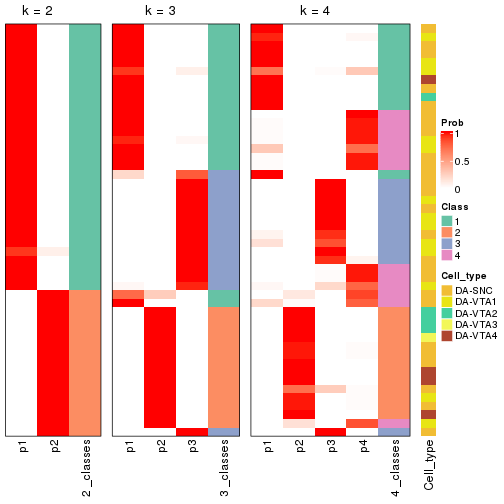 k = 2
k = 3
k = 4
p1
p2
2_classes
p1
p2
p3
3_classes
p1
p2
p3
p4
4_classes
Cell_type
Prob
1
0.5
0
Class
1
2
3
4
Cell_type
DA-SNC
DA-VTA1
DA-VTA2
DA-VTA3
DA-VTA4